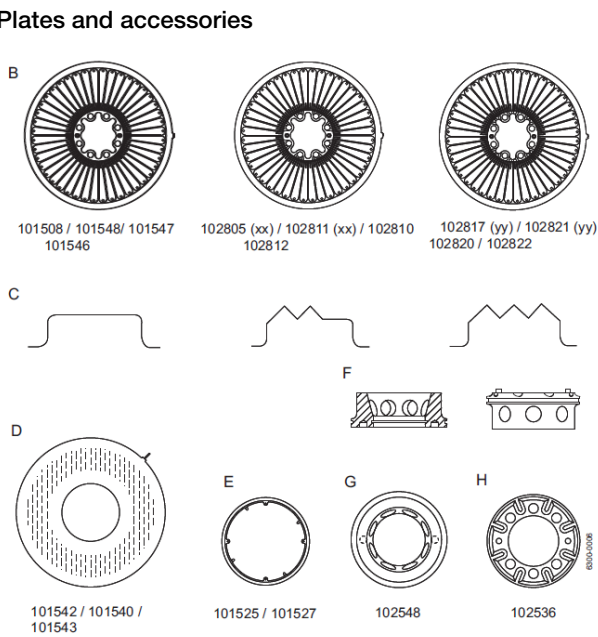 Plates and accessories
B
101508 / 101548/ 101547
101546
102805 (xx) / 102811 (xx) / 102810
102812
102817 (yy) / 102821 (yy)
102820 / 102822
C
F
D
E
G
H
6300-0006
101542 / 101540 /
101543
101525 / 101527
102548
102536